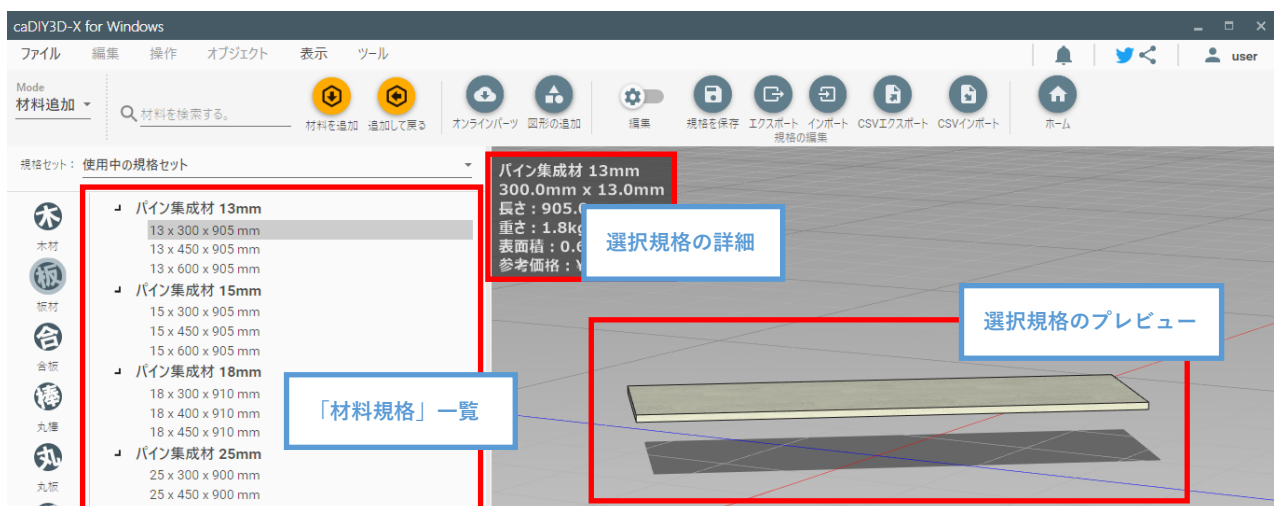 caDIY3D-X for Windows
ファイル 編集 操作 オブジェクト 表示 ツール
user
Mode
材料追加
材料を検索する。
材料を追加 追加して戻る オンラインパーツ 図形の追加 編集 規格を保存 エクスポート インポート CSVエクスポート CSVインポート ホーム
規格の編集
規格セット： 使用中の規格セット
木
木材
板
板材
合
合板
棒
丸棒
丸
丸板
パイン集成材 13mm
13 x 300 x 905 mm
13 x 450 x 905 mm
13 x 600 x 905 mm
パイン集成材 15mm
15 x 300 x 905 mm
15 x 450 x 905 mm
15 x 600 x 905 mm
パイン集成材 18mm
18 x 300 x 910 mm
18 x 400 x 910 mm
18 x 450 x 910 mm
パイン集成材 25mm
25 x 300 x 900 mm
25 x 450 x 900 mm
「材料規格」一覧
パイン集成材 13mm
300.0mm x 13.0mm
長さ：905.
重さ：1.8kg
表面積：0.
参考価格：
選択規格の詳細
選択規格のプレビュー